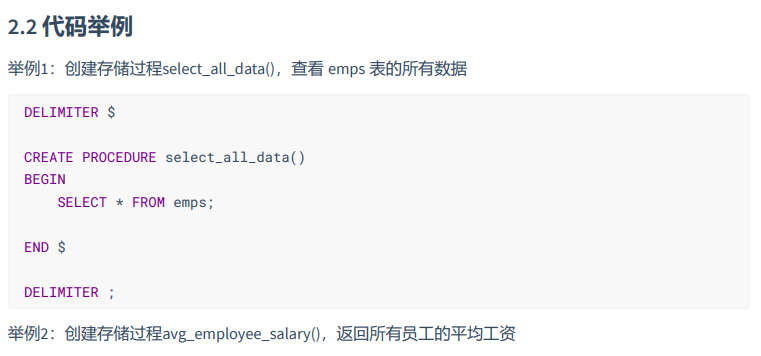 2.2 代码举例
举例1：创建存储过程select_all_data()，查看 emps 表的所有数据
DELIMITER $
CREATE PROCEDURE select_all_data()
BEGIN
    SELECT * FROM emps;
END $
DELIMITER ;
举例2：创建存储过程avg_employee_salary()，返回所有员工的平均工资